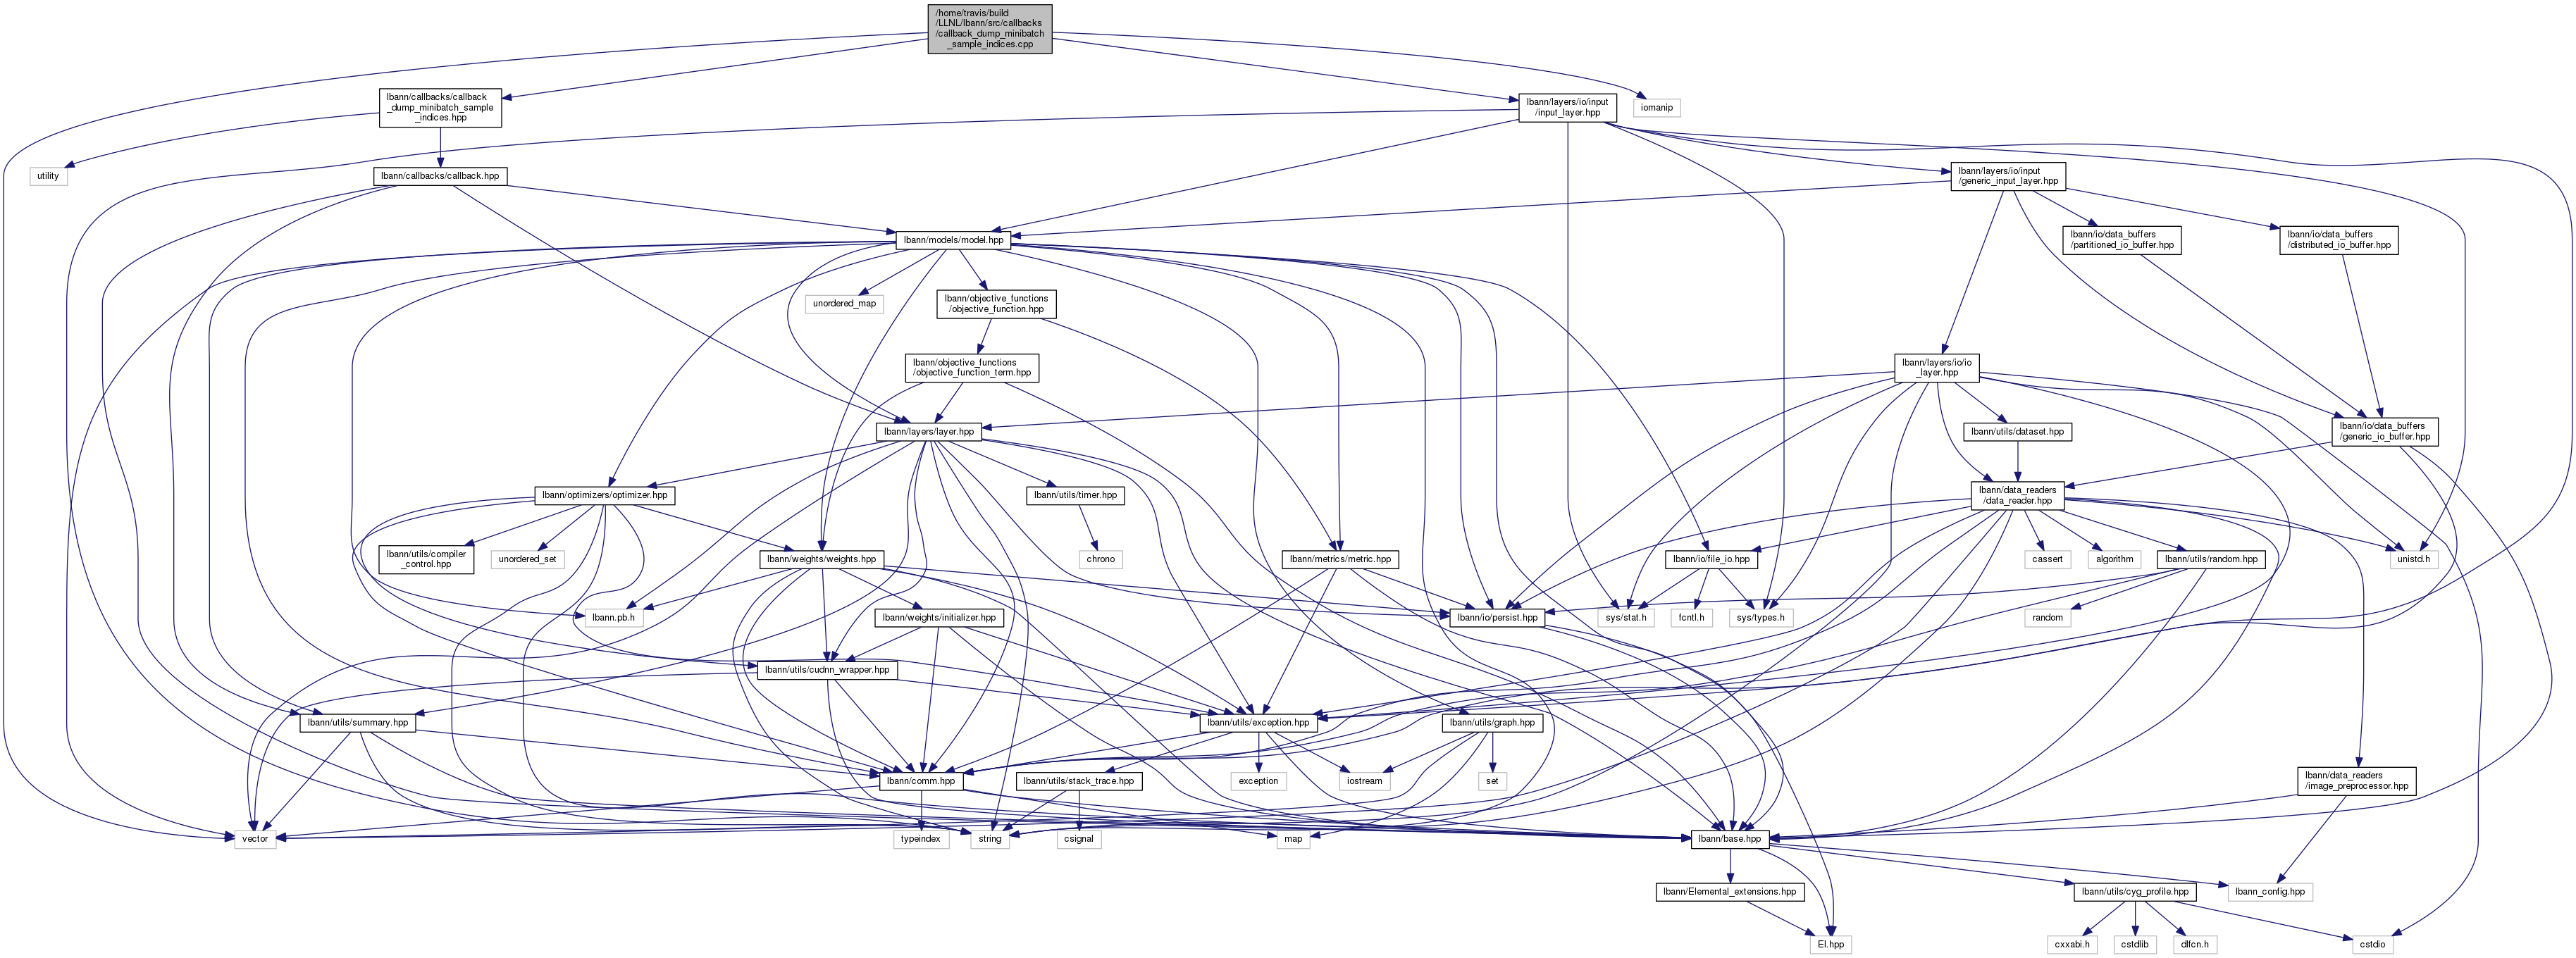 /home/travis/build
/LLNL/lbann/src/callbacks
/callback_dump_minibatch
_sample_indices.cpp
lbann/callbacks/callback
_dump_minibatch_sample
_indices.hpp
lbann/layers/io/input
/input_layer.hpp
iomanip
utility
lbann/callbacks/callback.hpp
lbann/layers/io/input
/generic_input_layer.hpp
lbann/models/model.hpp
lbann/io/data_buffers
/partitioned_io_buffer.hpp
lbann/io/data_buffers
/distributed_io_buffer.hpp
unordered_map
lbann/objective_functions
/objective_function.hpp
lbann/objective_functions
/objective_function_term.hpp
lbann/layers/io/io
_layer.hpp
lbann/layers/layer.hpp
lbann/utils/dataset.hpp
lbann/io/data_buffers
/generic_io_buffer.hpp
lbann/optimizers/optimizer.hpp
lbann/utils/timer.hpp
lbann/data_readers
/data_reader.hpp
lbann/utils/compiler
_control.hpp
unordered_set
lbann/weights/weights.hpp
chrono
lbann/metrics/metric.hpp
lbann/io/file_io.hpp
cassert
algorithm
lbann/utils/random.hpp
unistd.h
lbann.pb.h
lbann/weights/initializer.hpp
lbann/io/persist.hpp
sys/stat.h
fcntl.h
sys/types.h
random
lbann/utils/cudnn_wrapper.hpp
lbann/utils/summary.hpp
lbann/utils/exception.hpp
lbann/utils/graph.hpp
lbann/comm.hpp
lbann/utils/stack_trace.hpp
exception
iostream
set
lbann/data_readers
/image_preprocessor.hpp
vector
typeindex
string
csignal
map
lbann/base.hpp
lbann/Elemental_extensions.hpp
lbann/utils/cyg_profile.hpp
lbann_config.hpp
El.hpp
cxxabi.h
cstdlib
dlfcn.h
cstdio